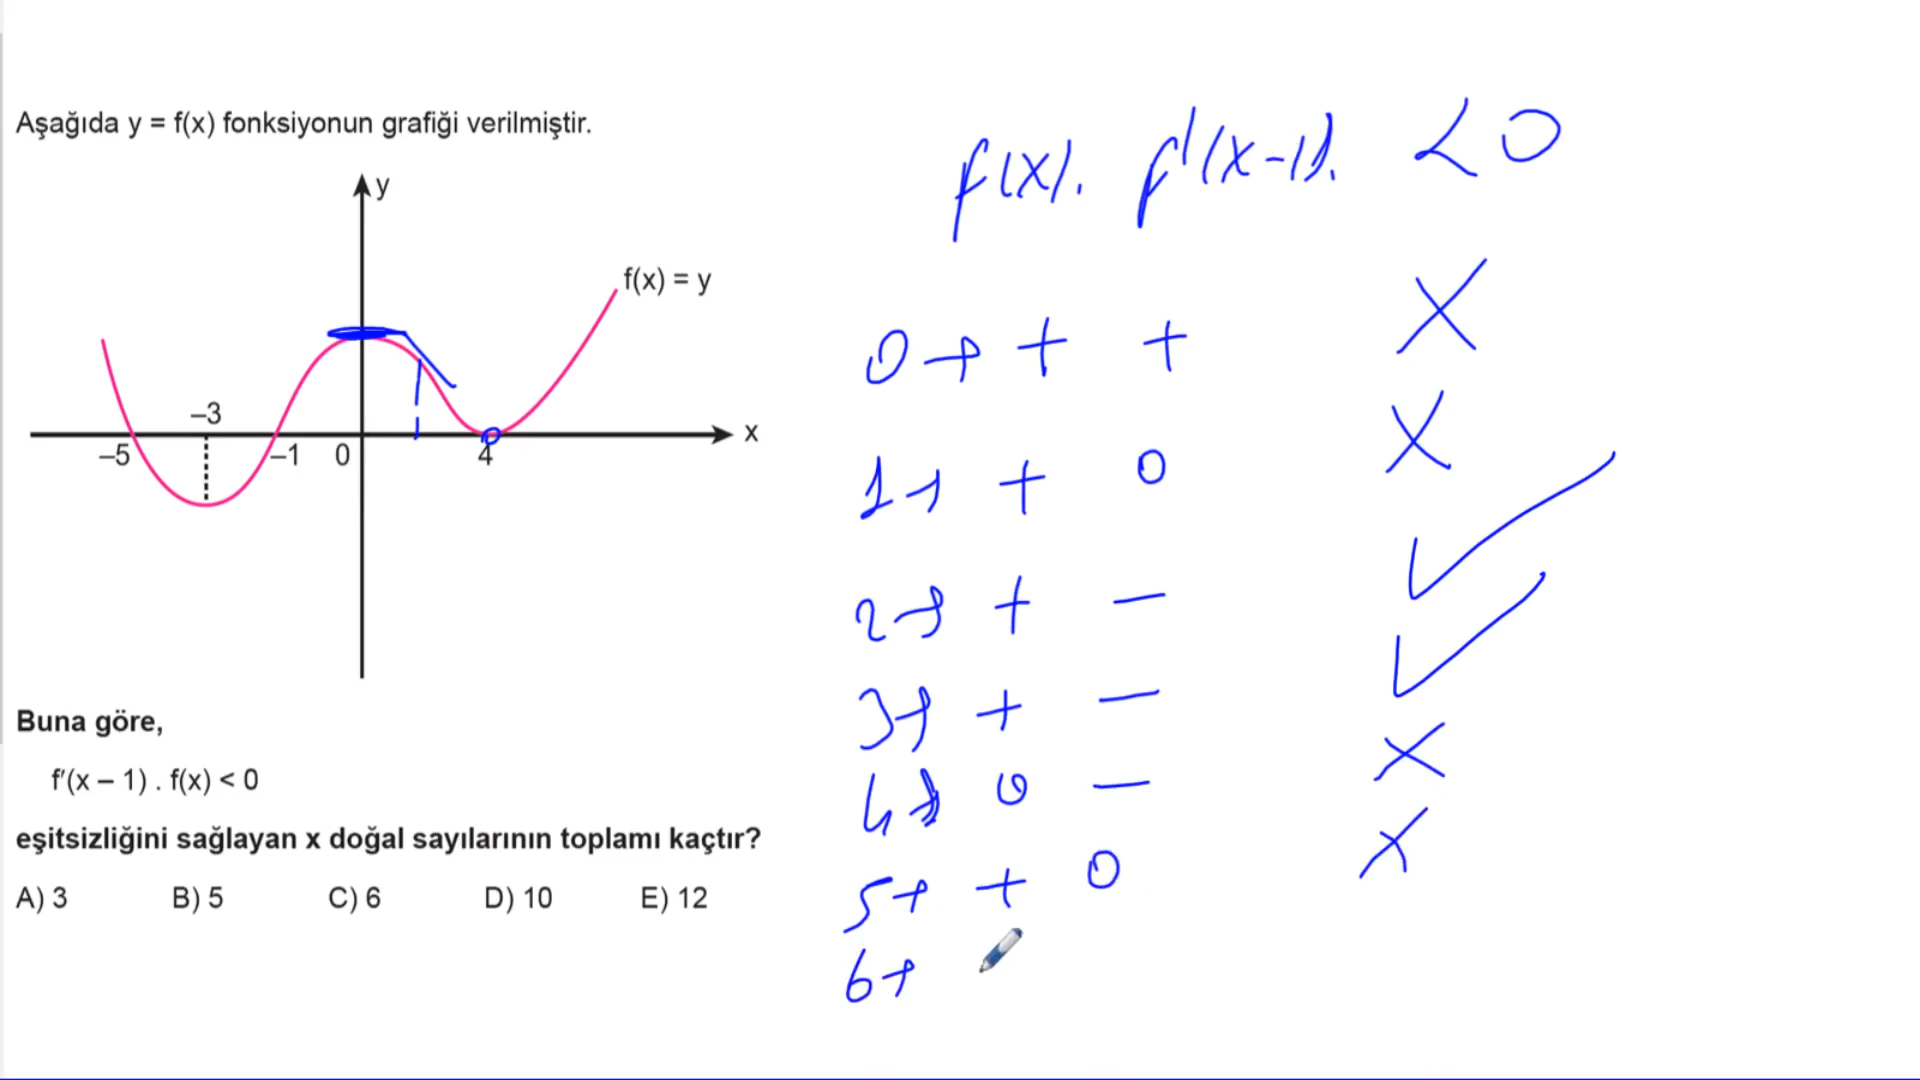 Aşağıda y = f(x) fonksiyonun grafiği verilmiştir.
y
f(x) = y
–3
x
–5
–1
0
4
Buna göre,
f'(x – 1) . f(x) < 0
eşitsizliğini sağlayan x doğal sayılarının toplamı kaçtır?
A) 3 B) 5 C) 6 D) 10 E) 12
f(x). f'(x-1). < 0
0→ + + X
1→ + 0 X
2→ + — ✓
3→ + — ✓
4→ 0 — X
5→ + 0 X
6→